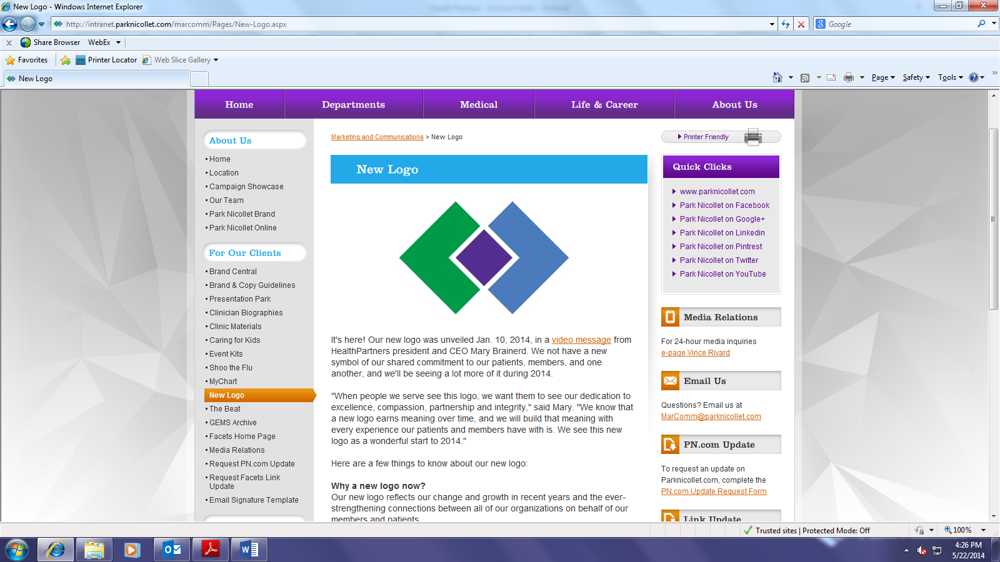 New Logo - Windows Internet Explorer
http://intranet.parknicollet.com/marcomm/Pages/New-Logo.aspx
Google
x Share Browser WebEx
Favorites Printer Locator Web Slice Gallery
New Logo
Page Safety Tools
Home Departments Medical Life & Career About Us
About Us
Home
Location
Campaign Showcase
Our Team
Park Nicollet Brand
Park Nicollet Online
For Our Clients
Brand Central
Brand & Copy Guidelines
Presentation Park
Clinician Biographies
Clinic Materials
Caring for Kids
Event Kits
Shoo the Flu
MyChart
New Logo
The Beat
GEMS Archive
Facets Home Page
Media Relations
Request PN.com Update
Request Facets Link
Update
Email Signature Template
Marketing and Communications > New Logo
New Logo
It's here! Our new logo was unveiled Jan. 10, 2014, in a video message from
HealthPartners president and CEO Mary Brainerd. We not have a new
symbol of our shared commitment to our patients, members, and one
another, and we'll be seeing a lot more of it during 2014.
"When people we serve see this logo, we want them to see our dedication to
excellence, compassion, partnership and integrity," said Mary. "We know that
a new logo earns meaning over time, and we will build that meaning with
every experience our patients and members have with is. We see this new
logo as a wonderful start to 2014."
Here are a few things to know about our new logo:
Why a new logo now?
Our new logo reflects our change and growth in recent years and the ever-
strengthening connections between all of our organizations on behalf of our
members and patients.
Printer Friendly
Quick Clicks
www.parknicollet.com
Park Nicollet on Facebook
Park Nicollet on Google+
Park Nicollet on Linkedin
Park Nicollet on Pintrest
Park Nicollet on Twitter
Park Nicollet on YouTube
Media Relations
For 24-hour media inquiries
e-page Vince Rivard
Email Us
Questions? Email us at
MarComm@parknicollet.com
PN.com Update
To request an update on
Parknicollet.com, complete the
PN.com Update Request Form
Link Update
Trusted sites | Protected Mode: Off
100%
4:26 PM
5/22/2014